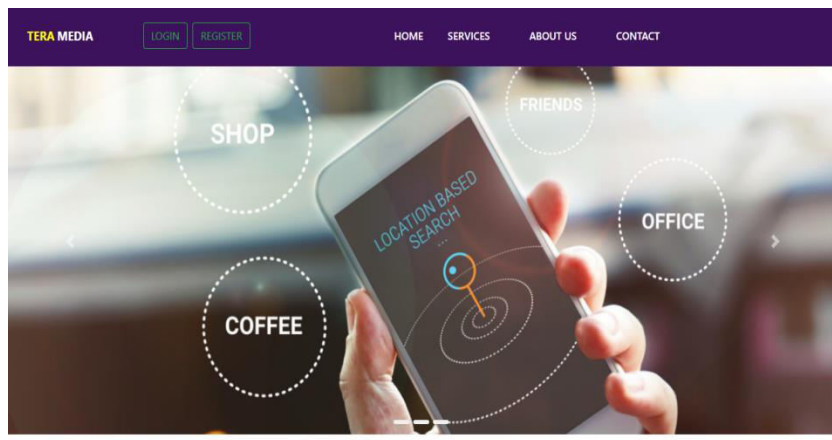 TERA MEDIA LOGIN REGISTER HOME SERVICES ABOUT US CONTACT
SHOP
FRIENDS
LOCATION BASED
SEARCH
...
OFFICE
COFFEE